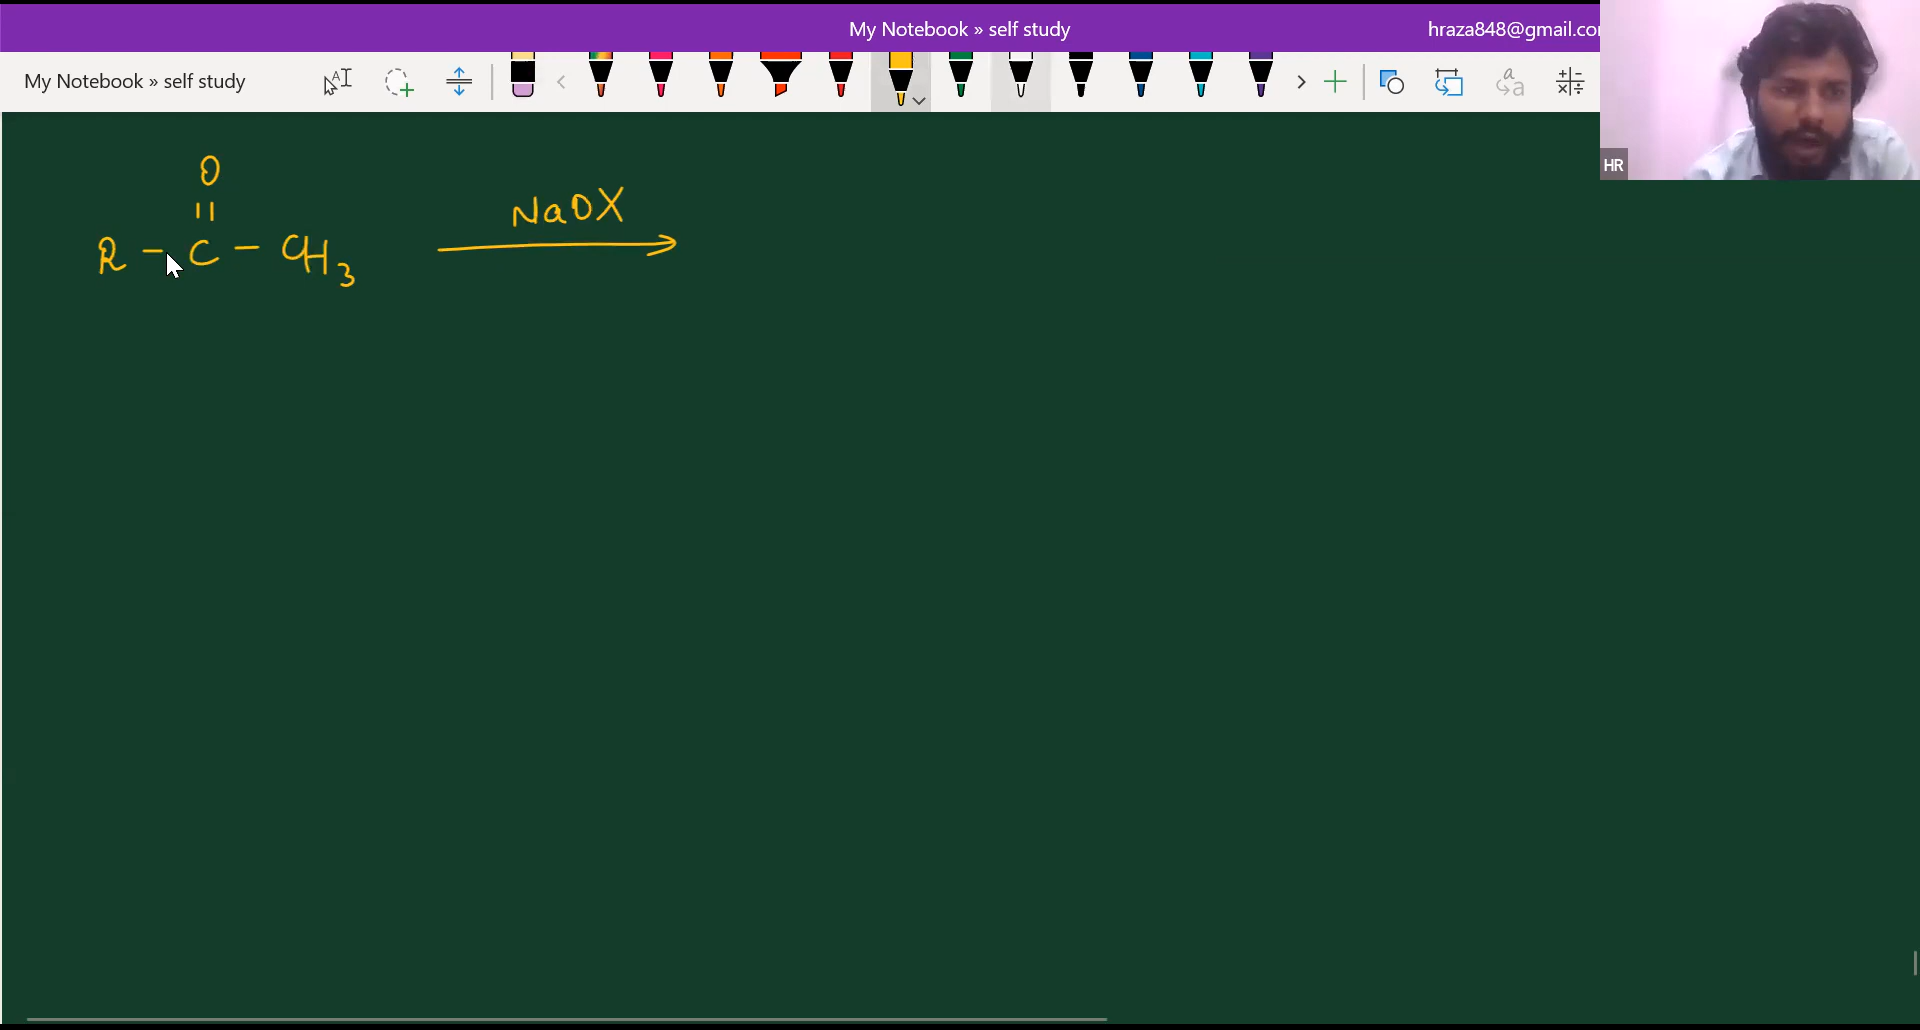 My Notebook » self study
hraza848@gmail.co
My Notebook » self study
HR
O
NaOX
R - C - CH3